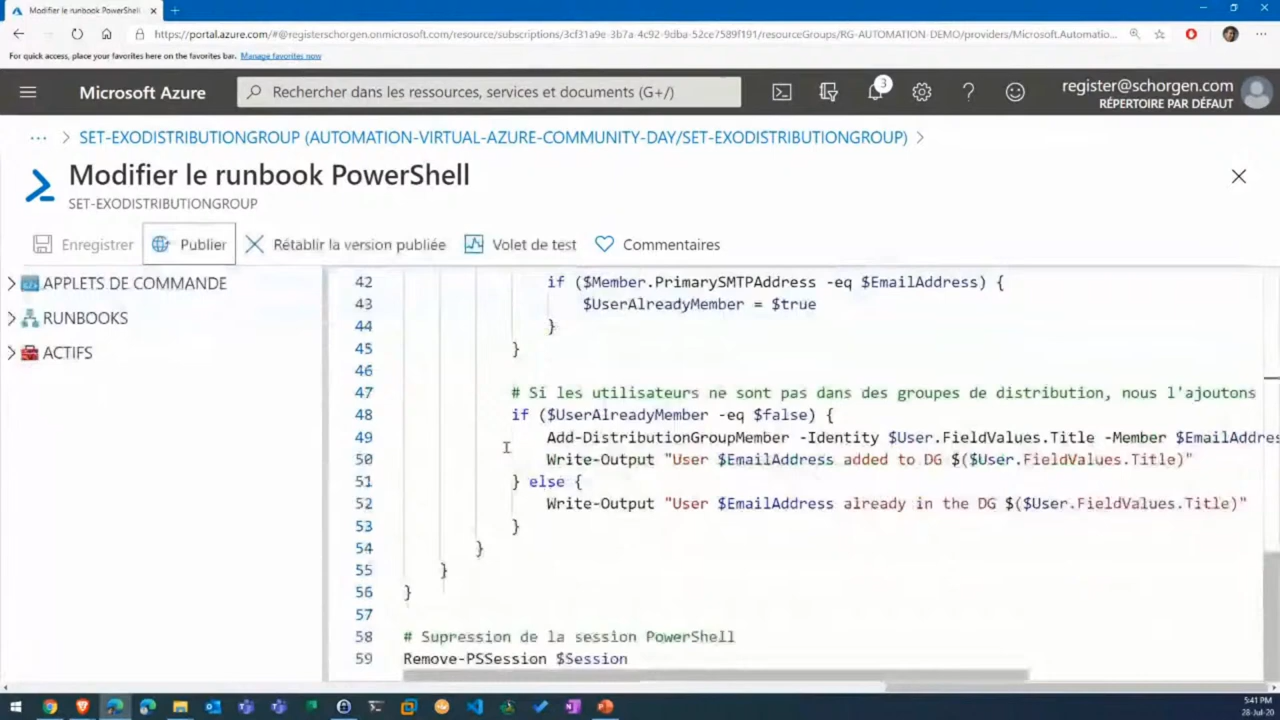 Modifier le runbook PowerShell
https://portal.azure.com/#@registerschorgen.onmicrosoft.com/resource/subscriptions/3cf31a9e-3b7a-4c92-9dba-52ce7589f191/resourceGroups/RG-AUTOMATION-DEMO/providers/Microsoft.Automatio...
For quick access, place your favorites here on the favorites bar. Manage favorites now
Microsoft Azure
Rechercher dans les ressources, services et documents (G+/)
3
register@schorgen.com
RÉPERTOIRE PAR DÉFAUT
... > SET-EXODISTRIBUTIONGROUP (AUTOMATION-VIRTUAL-AZURE-COMMUNITY-DAY/SET-EXODISTRIBUTIONGROUP) >
Modifier le runbook PowerShell
SET-EXODISTRIBUTIONGROUP
Enregistrer Publier Rétablir la version publiée Volet de test Commentaires
APPLETS DE COMMANDE
RUNBOOKS
ACTIFS
42 if ($Member.PrimarySMTPAddress -eq $EmailAddress) {
43 $UserAlreadyMember = $true
44 }
45 }
46
47 # Si les utilisateurs ne sont pas dans des groupes de distribution, nous l'ajoutons
48 if ($UserAlreadyMember -eq $false) {
49 Add-DistributionGroupMember -Identity $User.FieldValues.Title -Member $EmailAddres
50 Write-Output "User $EmailAddress added to DG $($User.FieldValues.Title)"
51 } else {
52 Write-Output "User $EmailAddress already in the DG $($User.FieldValues.Title)"
53 }
54 }
55 }
56 }
57
58 # Supression de la session PowerShell
59 Remove-PSSession $Session
5:41 PM
28-Jul-20